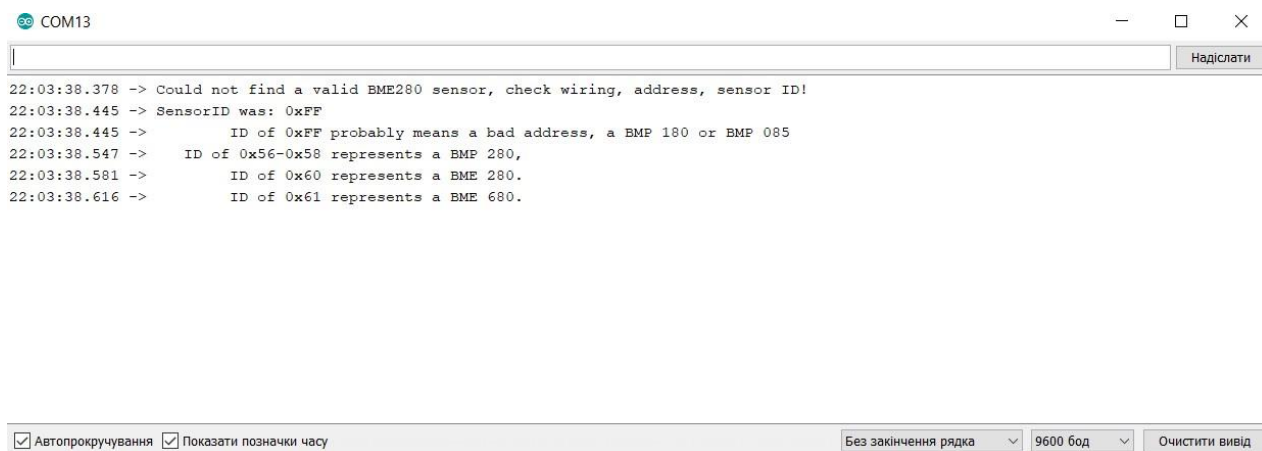 COM13
Надіслати
22:03:38.378 -> Could not find a valid BME280 sensor, check wiring, address, sensor ID!
22:03:38.445 -> SensorID was: 0xFF
22:03:38.445 ->        ID of 0xFF probably means a bad address, a BMP 180 or BMP 085
22:03:38.547 ->   ID of 0x56-0x58 represents a BMP 280,
22:03:38.581 ->        ID of 0x60 represents a BME 280.
22:03:38.616 ->        ID of 0x61 represents a BME 680.
Автопрокручування Показати позначки часу Без закінчення рядка 9600 бод Очистити вивід